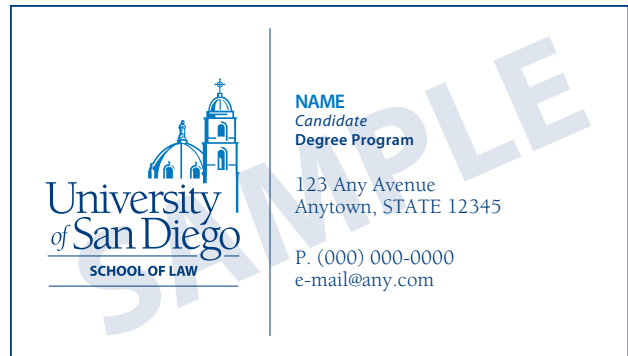 University
of San Diego
SCHOOL OF LAW
NAME
Candidate
Degree Program
123 Any Avenue
Anytown, STATE 12345
P. (000) 000-0000
e-mail@any.com
SAMPLE